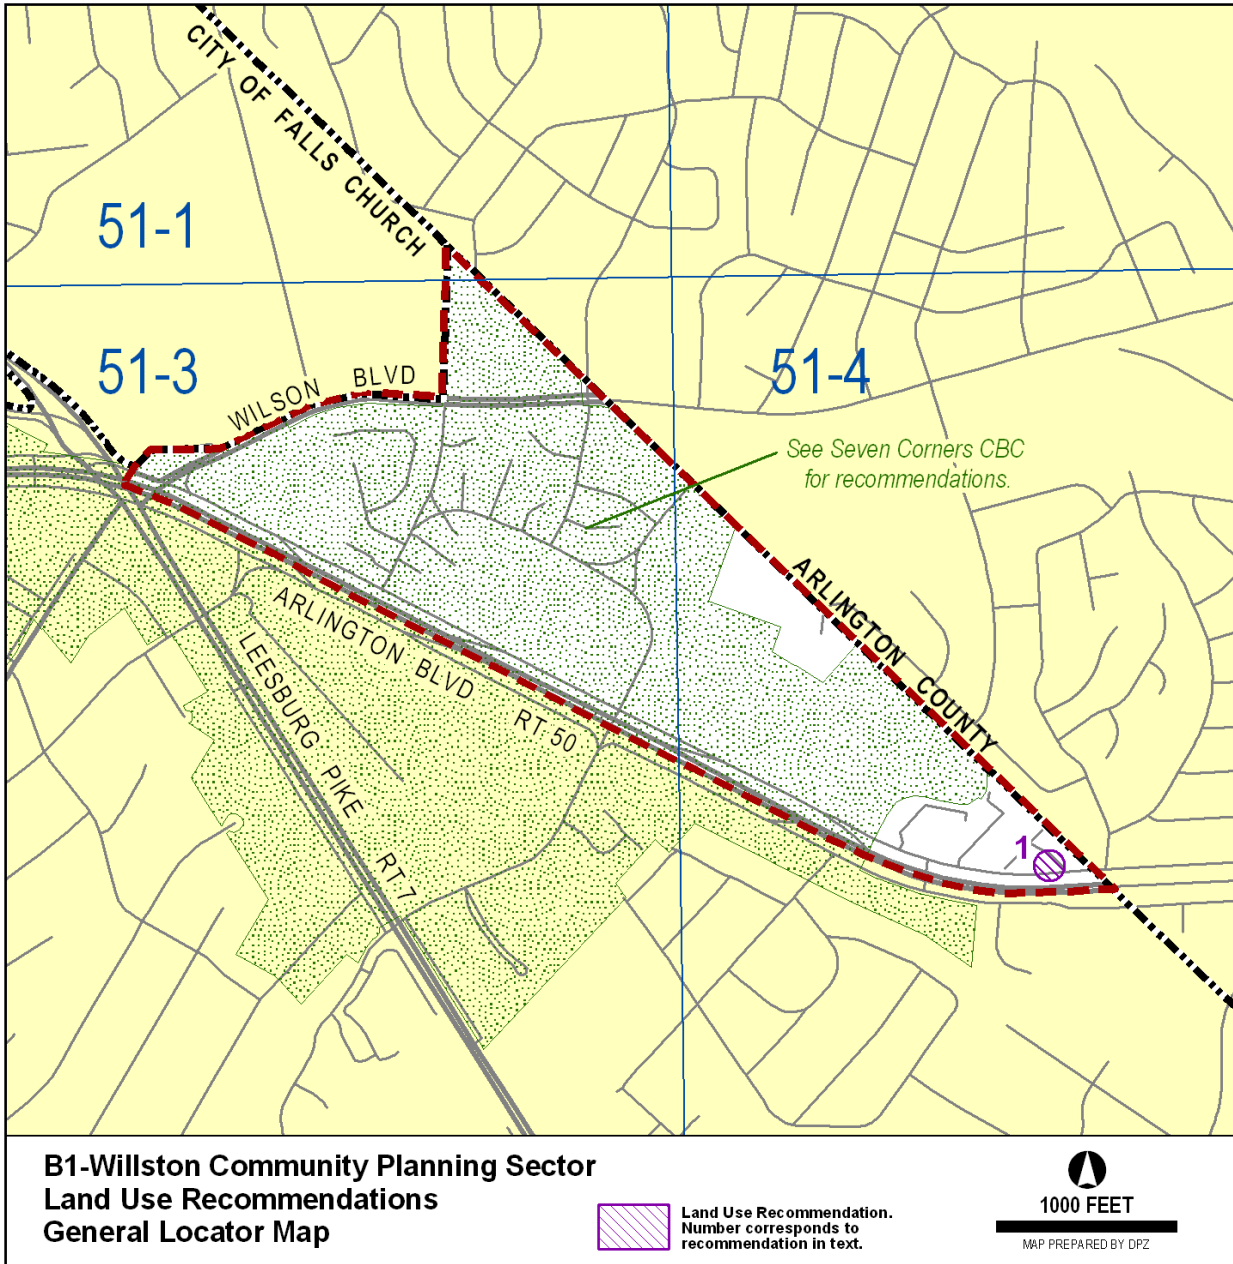 CITY OF FALLS CHURCH
51-1
51-3
51-4
WILSON BLVD
See Seven Corners CBC
for recommendations.
ARLINGTON COUNTY
ARLINGTON BLVD RT 50
LEESBURG PIKE RT 7
1
B1-Willston Community Planning Sector
Land Use Recommendations
General Locator Map
Land Use Recommendation.
Number corresponds to
recommendation in text.
1000 FEET
MAP PREPARED BY DPZ